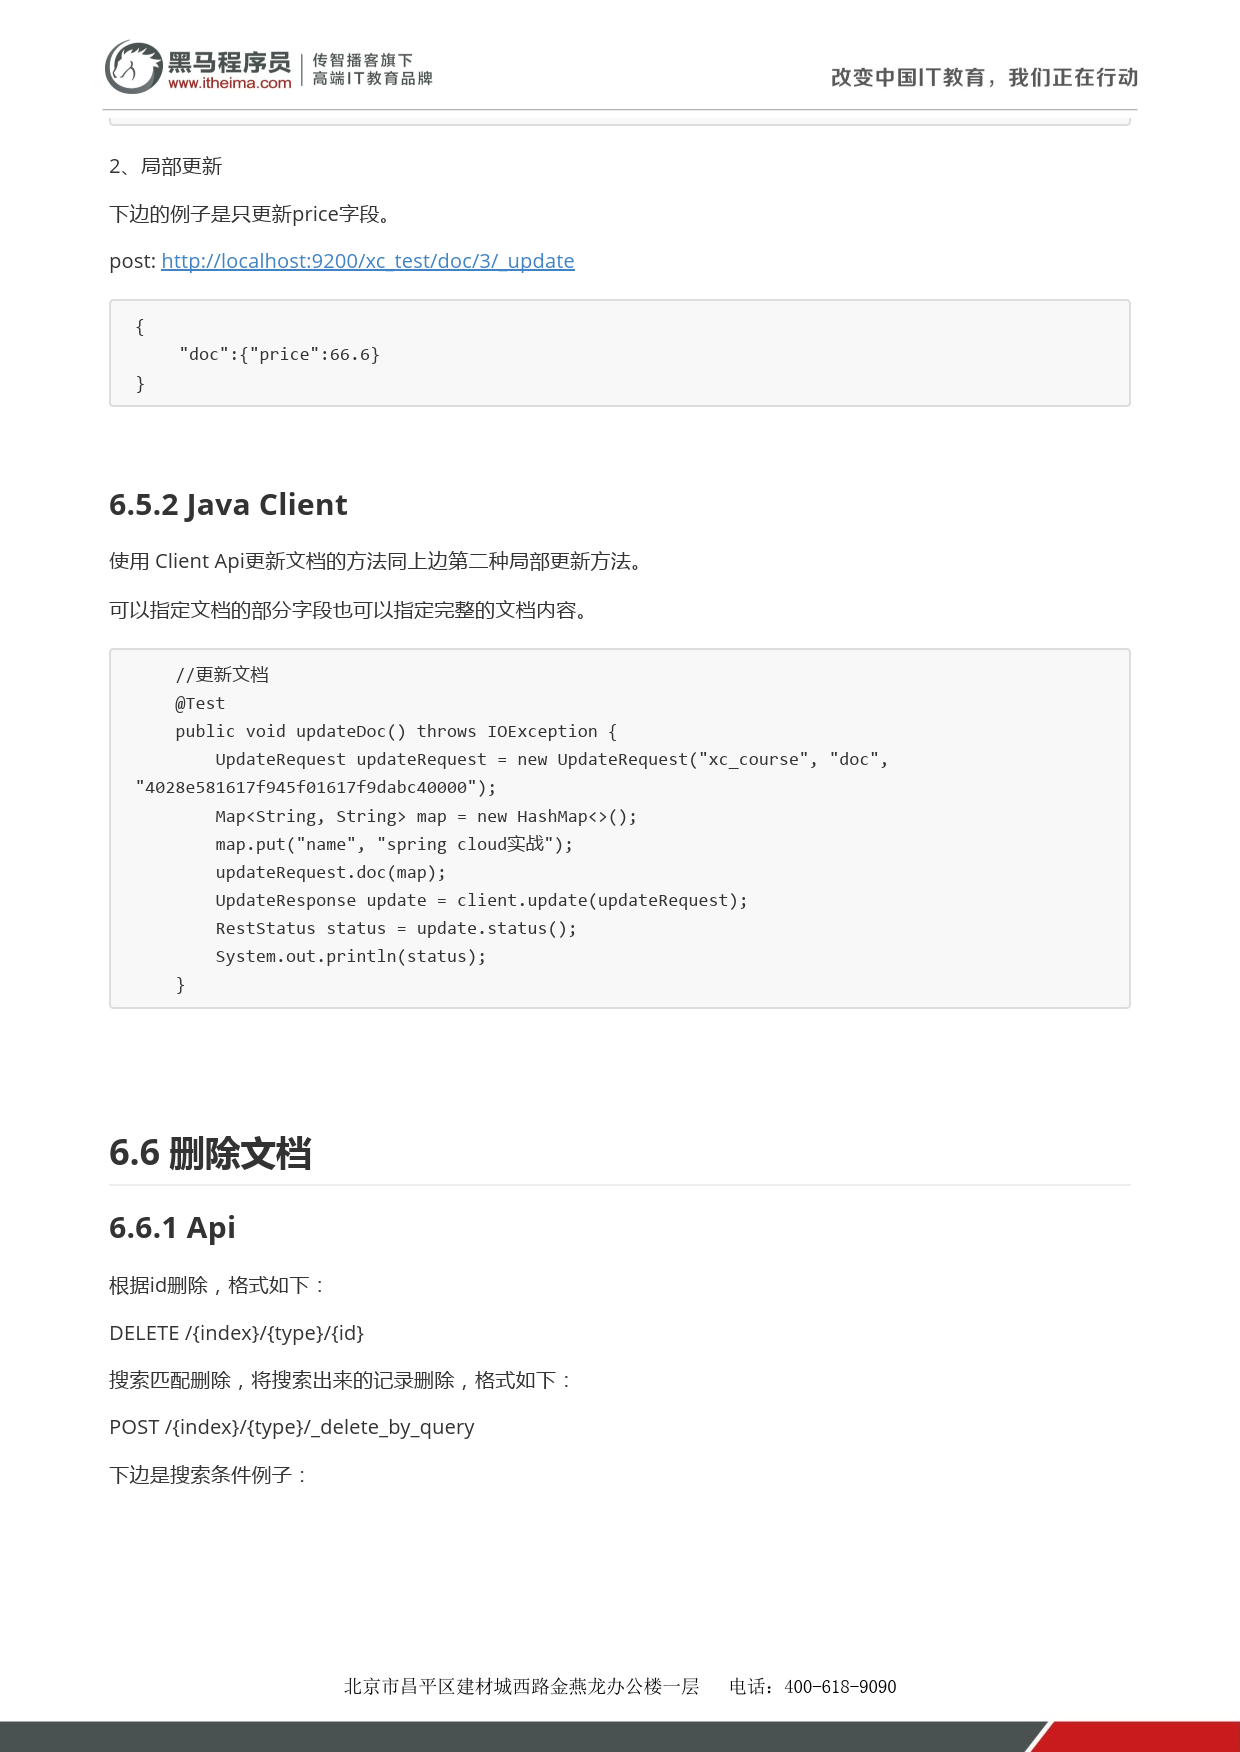 黑马程序员
www.itheima.com
传智播客旗下
高端IT教育品牌
改变中国IT教育，我们正在行动
2、局部更新
下边的例子是只更新price字段。
post: http://localhost:9200/xc_test/doc/3/_update
{
    "doc":{"price":66.6}
}
6.5.2 Java Client
使用 Client Api更新文档的方法同上边第二种局部更新方法。
可以指定文档的部分字段也可以指定完整的文档内容。
    //更新文档
    @Test
    public void updateDoc() throws IOException {
        UpdateRequest updateRequest = new UpdateRequest("xc_course", "doc",
"4028e581617f945f01617f9dabc40000");
        Map<String, String> map = new HashMap<>();
        map.put("name", "spring cloud实战");
        updateRequest.doc(map);
        UpdateResponse update = client.update(updateRequest);
        RestStatus status = update.status();
        System.out.println(status);
    }
6.6 删除文档
6.6.1 Api
根据id删除，格式如下：
DELETE /{index}/{type}/{id}
搜索匹配删除，将搜索出来的记录删除，格式如下：
POST /{index}/{type}/_delete_by_query
下边是搜索条件例子：
北京市昌平区建材城西路金燕龙办公楼一层 电话：400-618-9090